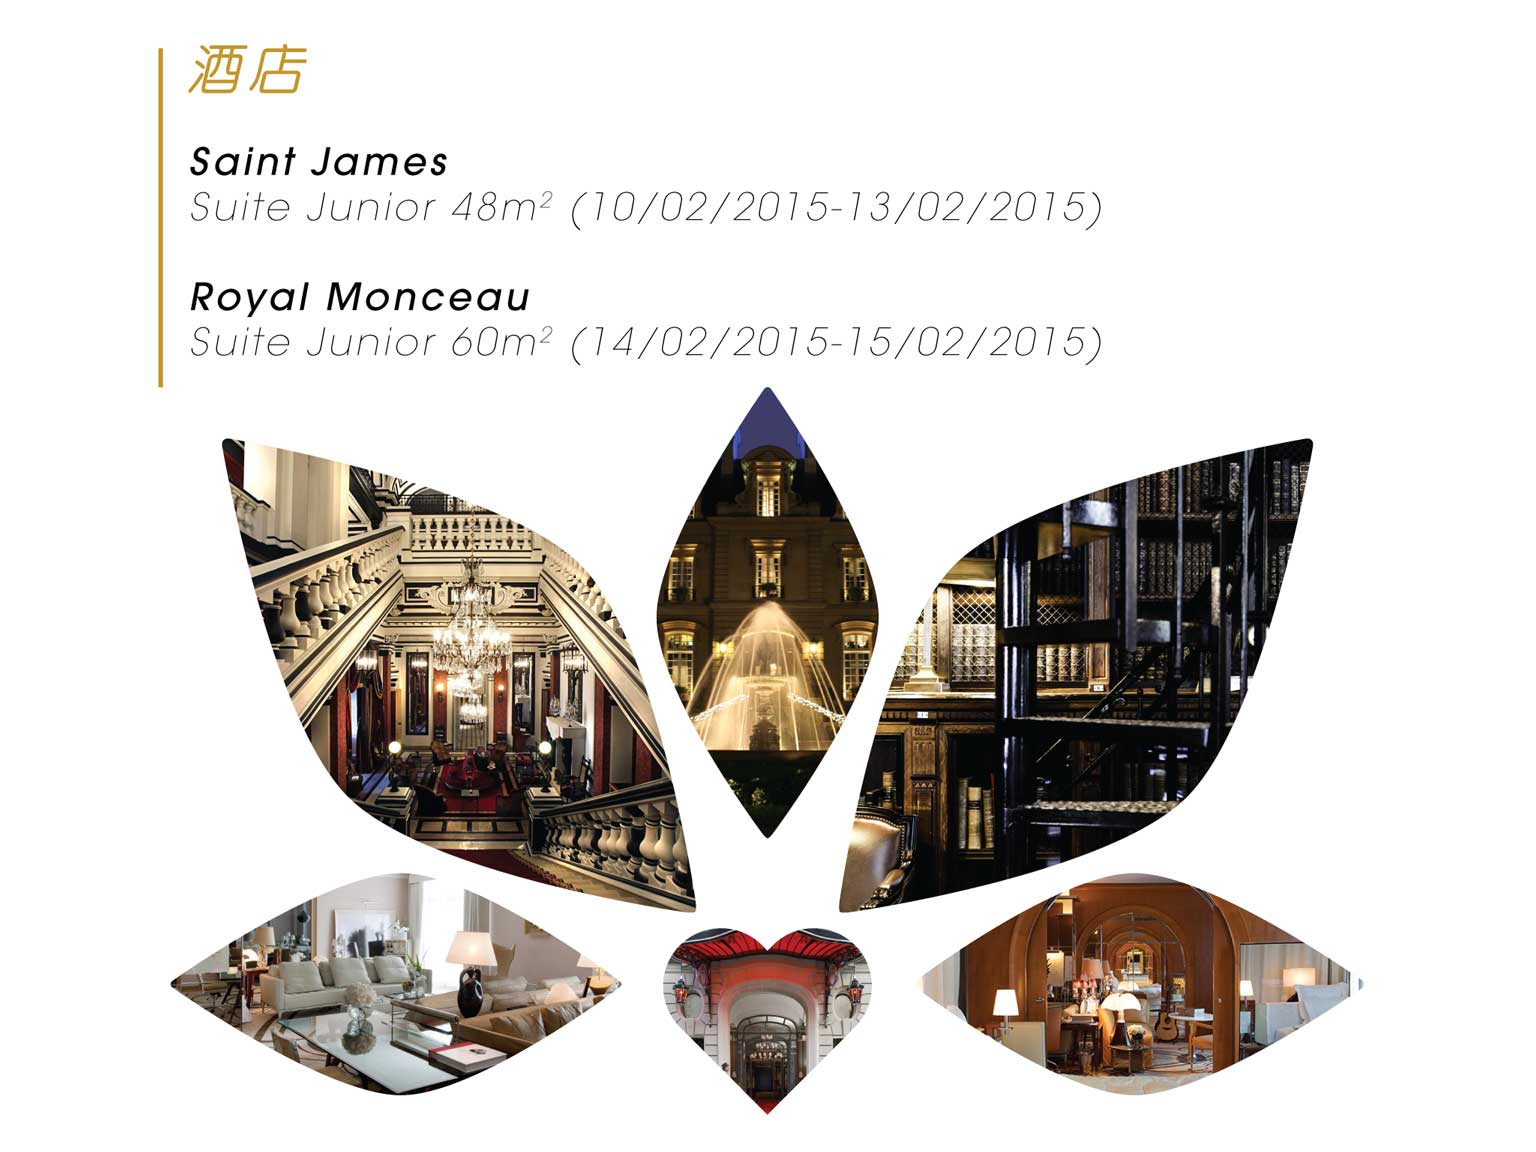 酒店
Saint James
Suite Junior 48m² (10/02/2015-13/02/2015)
Royal Monceau
Suite Junior 60m² (14/02/2015-15/02/2015)